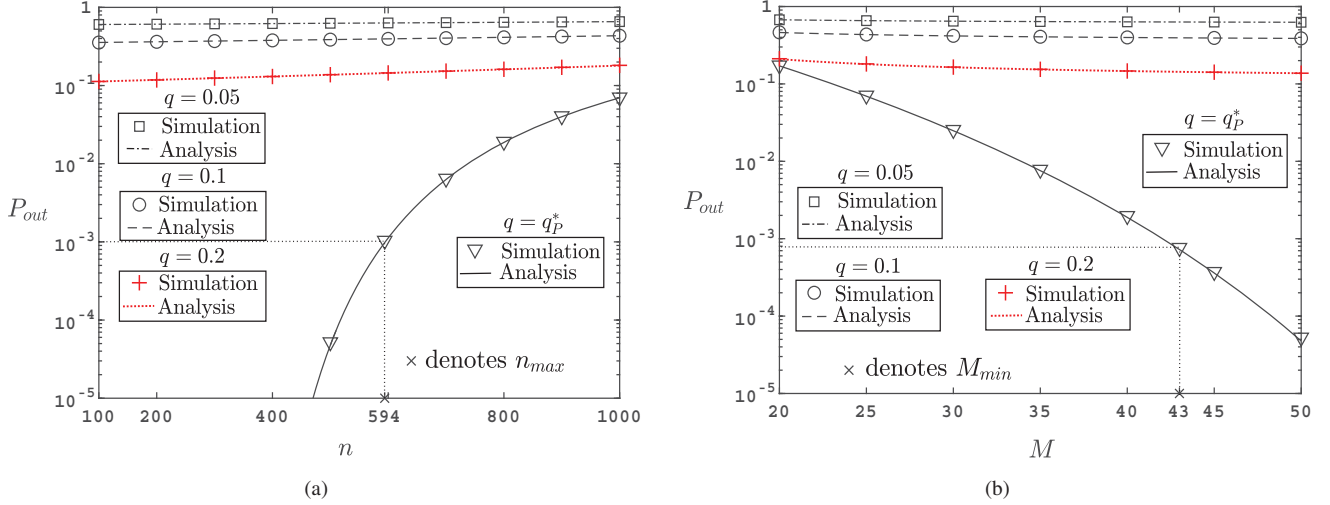 1
10^-1
10^-2
10^-3
10^-4
10^-5
P_out
q = 0.05
Simulation
Analysis
q = 0.1
Simulation
Analysis
q = 0.2
Simulation
Analysis
q = q*_P
Simulation
Analysis
× denotes n_max
100 200 400 594 800 1000
n
(a)
1
10^-1
10^-2
10^-3
10^-4
10^-5
P_out
q = q*_P
Simulation
Analysis
q = 0.05
Simulation
Analysis
q = 0.1
Simulation
Analysis
q = 0.2
Simulation
Analysis
× denotes M_min
20 25 30 35 40 43 45 50
M
(b)